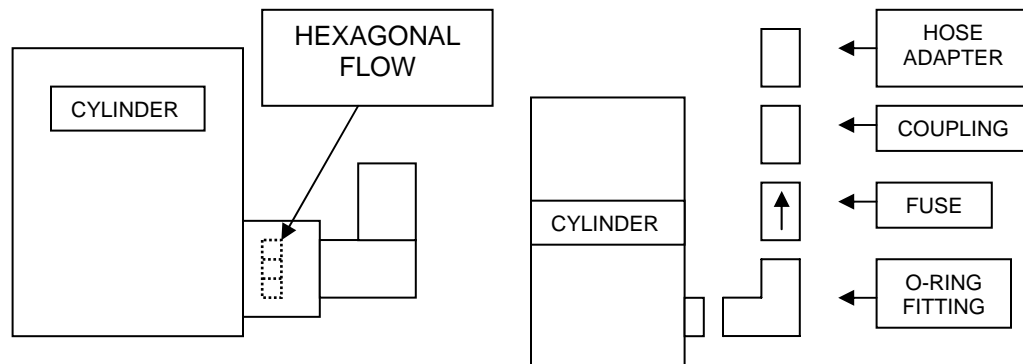 HEXAGONAL
FLOW
CYLINDER
HOSE
ADAPTER
COUPLING
FUSE
CYLINDER
O-RING
FITTING